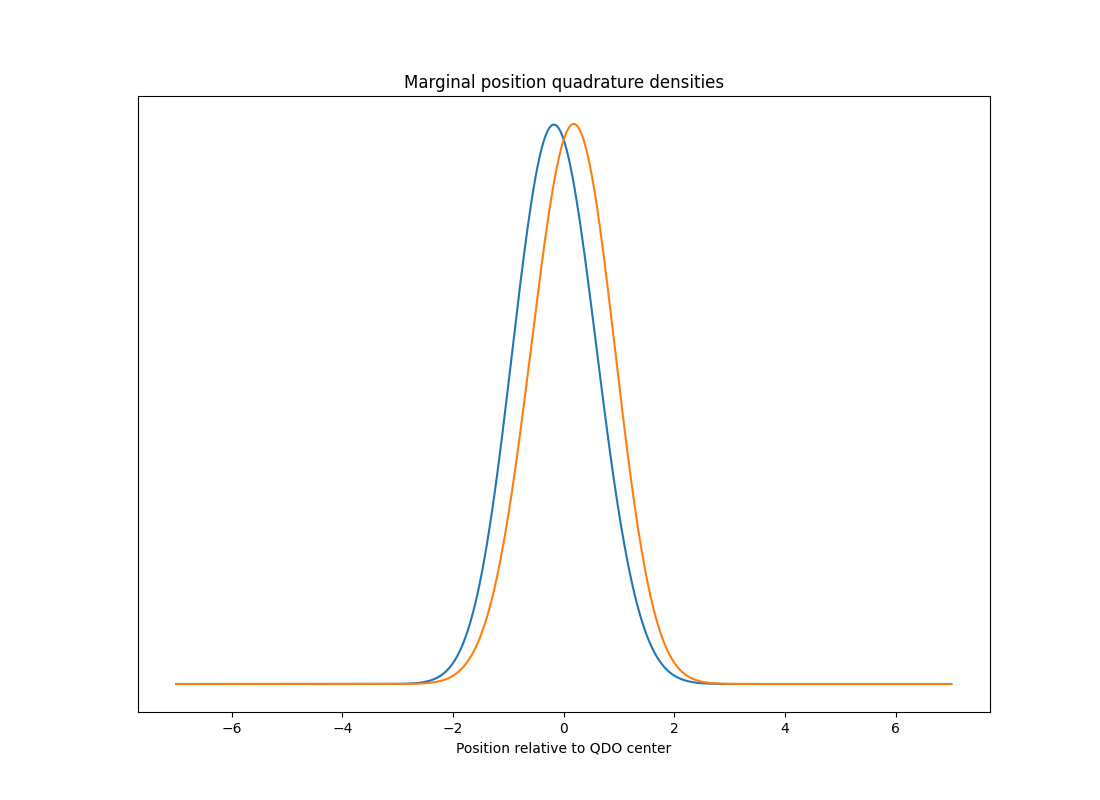 Marginal position quadrature densities
−6 −4 −2 0 2 4 6
Position relative to QDO center